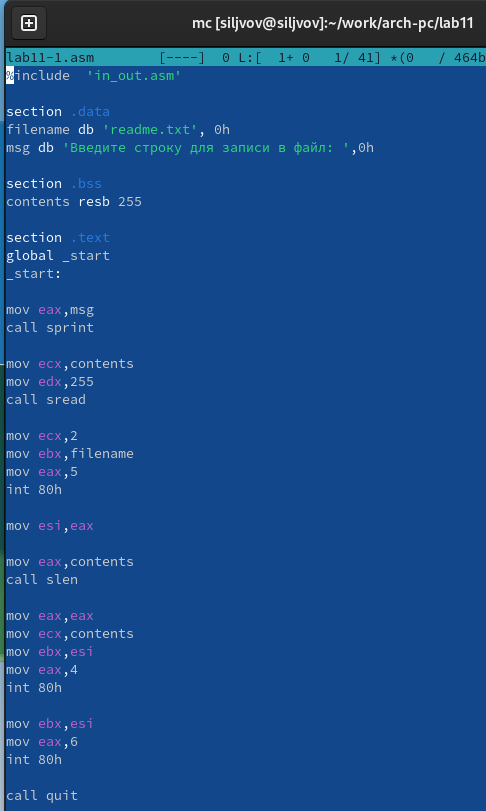 mc [siljvov@siljvov]:~/work/arch-pc/lab11
lab11-1.asm [----] 0 L:[ 1+ 0 1/ 41] *(0 / 464b
%include 'in_out.asm'
section .data
filename db 'readme.txt', 0h
msg db 'Введите строку для записи в файл: ',0h
section .bss
contents resb 255
section .text
global _start
_start:
mov eax,msg
call sprint
mov ecx,contents
mov edx,255
call sread
mov ecx,2
mov ebx,filename
mov eax,5
int 80h
mov esi,eax
mov eax,contents
call slen
mov eax,eax
mov ecx,contents
mov ebx,esi
mov eax,4
int 80h
mov ebx,esi
mov eax,6
int 80h
call quit